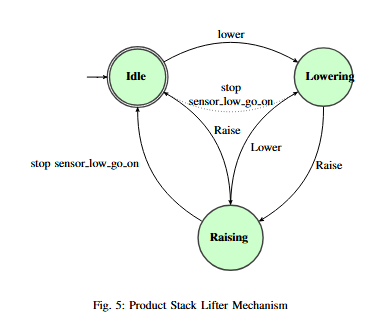 lower
Idle
Lowering
stop
sensor_low_go_on
Raise
Lower
stop sensor_low_go_on
Raise
Raising
Fig. 5: Product Stack Lifter Mechanism